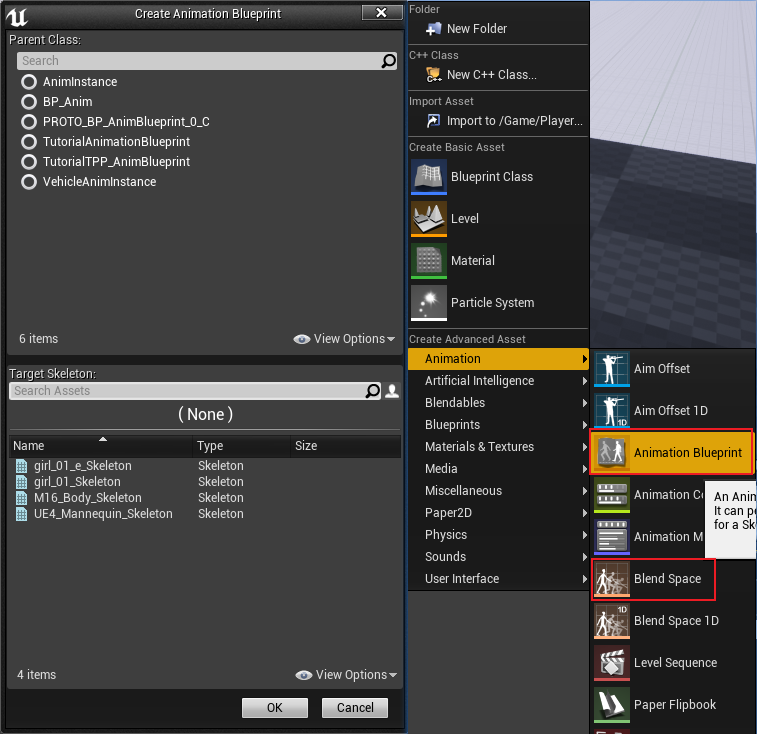 Create Animation Blueprint
Parent Class:
Search
AnimInstance
BP_Anim
PROTO_BP_AnimBlueprint_0_C
TutorialAnimationBlueprint
TutorialTPP_AnimBlueprint
VehicleAnimInstance
6 items
View Options
Target Skeleton:
Search Assets
( None )
Name Type Size
girl_01_e_Skeleton Skeleton
girl_01_Skeleton Skeleton
M16_Body_Skeleton Skeleton
UE4_Mannequin_Skeleton Skeleton
4 items
View Options
OK Cancel
Folder
New Folder
C++ Class
New C++ Class...
Import Asset
Import to /Game/Player...
Create Basic Asset
Blueprint Class
Level
Material
Particle System
Create Advanced Asset
Animation
Artificial Intelligence
Blendables
Blueprints
Materials & Textures
Media
Miscellaneous
Paper2D
Physics
Sounds
User Interface
Aim Offset
1D
Aim Offset 1D
Animation Blueprint
Animation C
Animation M
An Anim
It can pe
for a Sk
Blend Space
1D
Blend Space 1D
Level Sequence
Paper Flipbook